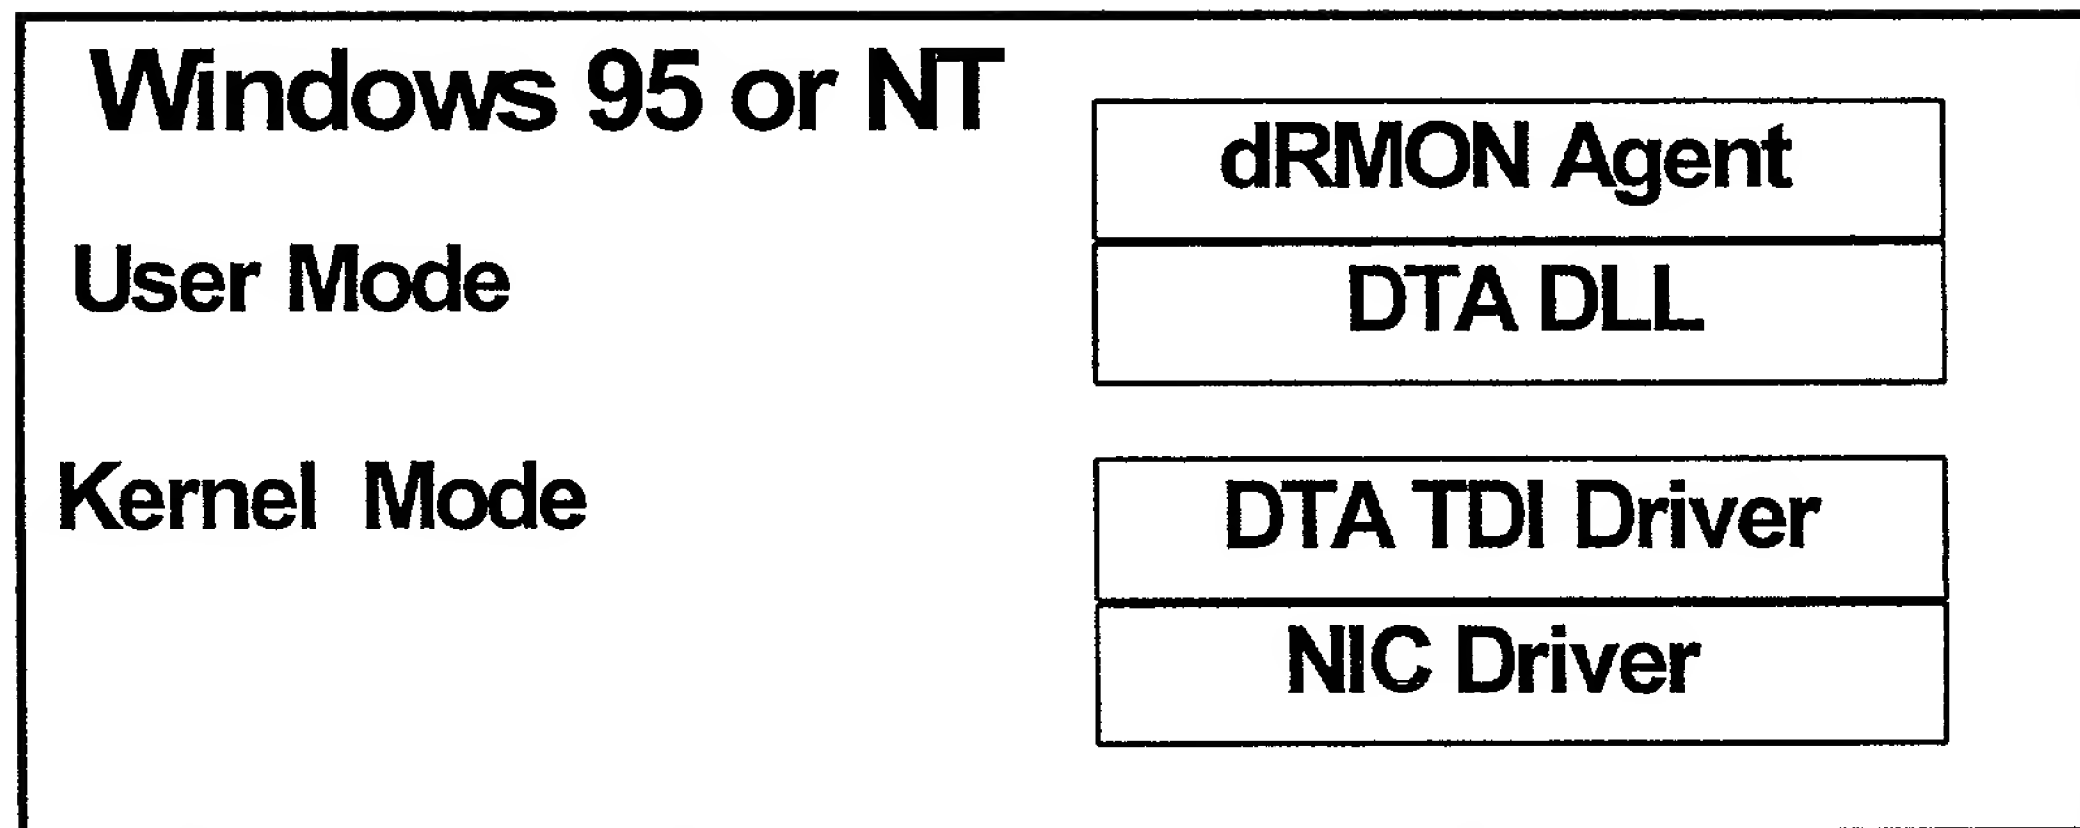 Windows 95 or NT
dRMON Agent
User Mode
DTA DLL
Kernel Mode
DTA TDI Driver
NIC Driver